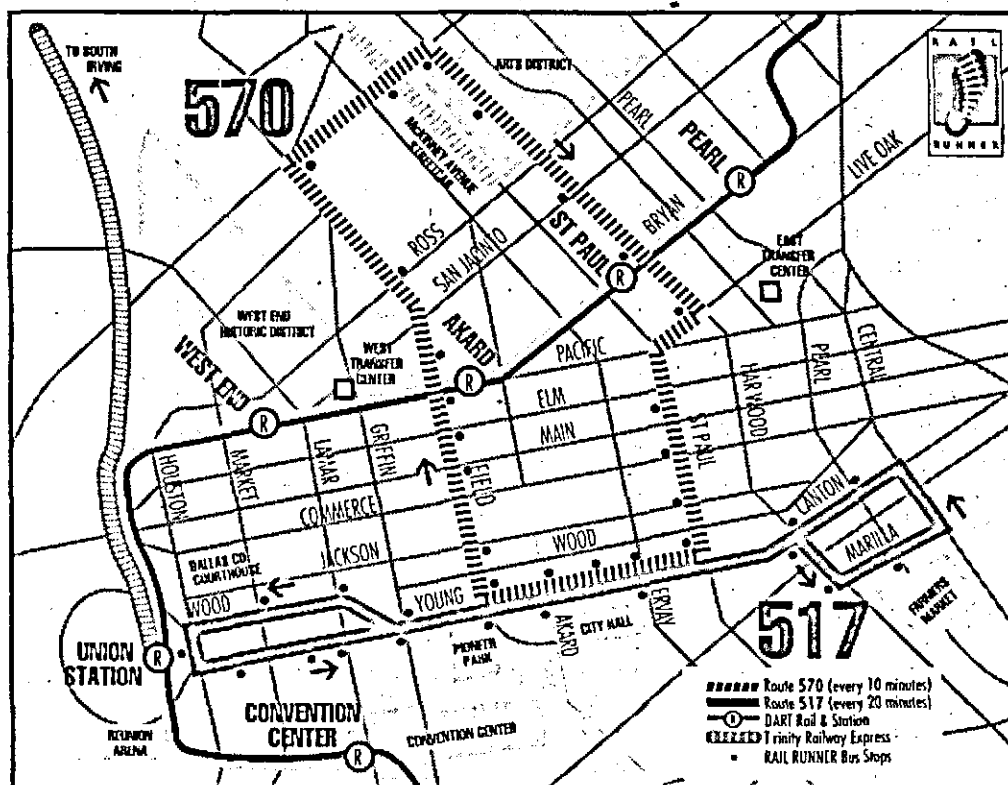 TO SOUTH
IRVING
570
ARTS DISTRICT
RAIL
RUNNER
PEARL
PEARL
LIVE OAK
MCKINNEY AVENUE
STREETCAR
ROSS
SAN JACINTO
ST PAUL
BRYAN
EAST
TRANSFER
CENTER
WEST END
HISTORIC DISTRICT
WEST END
WEST
TRANSFER
CENTER
AKARD
PACIFIC
ELM
MAIN
HARWOOD
PEARL
CENTRAL
ST PAUL
HOUSTON
MARKET
LAMAR
GRIFFIN
FIELD
COMMERCE
JACKSON
WOOD
CANTON
MARILLA
DALLAS CO.
COURTHOUSE
WOOD
YOUNG
PIONEER
PARK
AKARD
CITY HALL
ERVAY
FARMERS
MARKET
517
UNION
STATION
REUNION
ARENA
CONVENTION
CENTER
CONVENTION CENTER
R
R
R
R
R
R
Route 570 (every 10 minutes)
Route 517 (every 20 minutes)
R DART Rail & Station
Trinity Railway Express
RAIL RUNNER Bus Stops